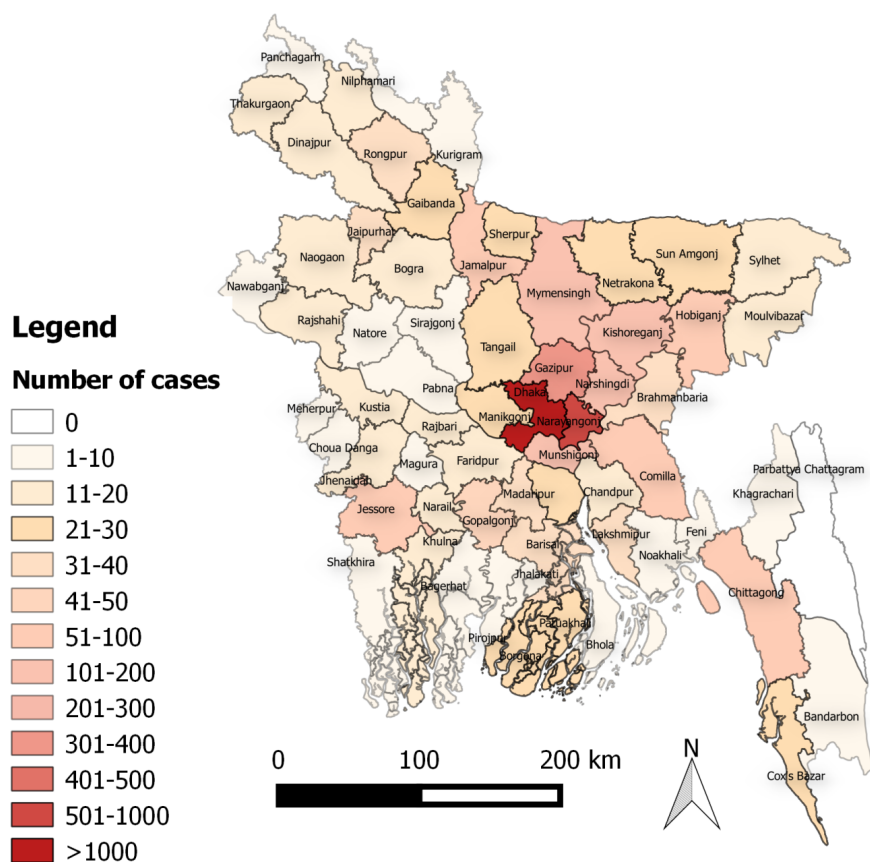 Panchagarh
Nilphamari
Thakurgaon
Dinajpur
Rongpur
Kurigram
Gaibanda
Jaipurhat
Sherpur
Naogaon
Bogra
Jamalpur
Netrakona
Sun Amgonj
Sylhet
Nawabganj
Mymensingh
Rajshahi
Natore
Sirajgonj
Kishoreganj
Hobiganj
Moulvibazar
Tangail
Gazipur
Pabna
Dhaka
Narshingdi
Brahmanbaria
Meherpur
Kustia
Manikgonj
Narayangonj
Rajbari
Choua Danga
Magura
Faridpur
Munshigonj
Comilla
Parbattya Chattagram
Jhenaidah
Madaripur
Chandpur
Khagrachari
Jessore
Narail
Gopalgonj
Khulna
Barisal
Lakshmipur
Feni
Noakhali
Shatkhira
Bagerhat
Jhalakati
Chittagong
Pirojpur
Patuakhali
Borgona
Bhola
Bandarbon
Cox's Bazar
Legend
Number of cases
0
1-10
11-20
21-30
31-40
41-50
51-100
101-200
201-300
301-400
401-500
501-1000
>1000
0 100 200 km
N